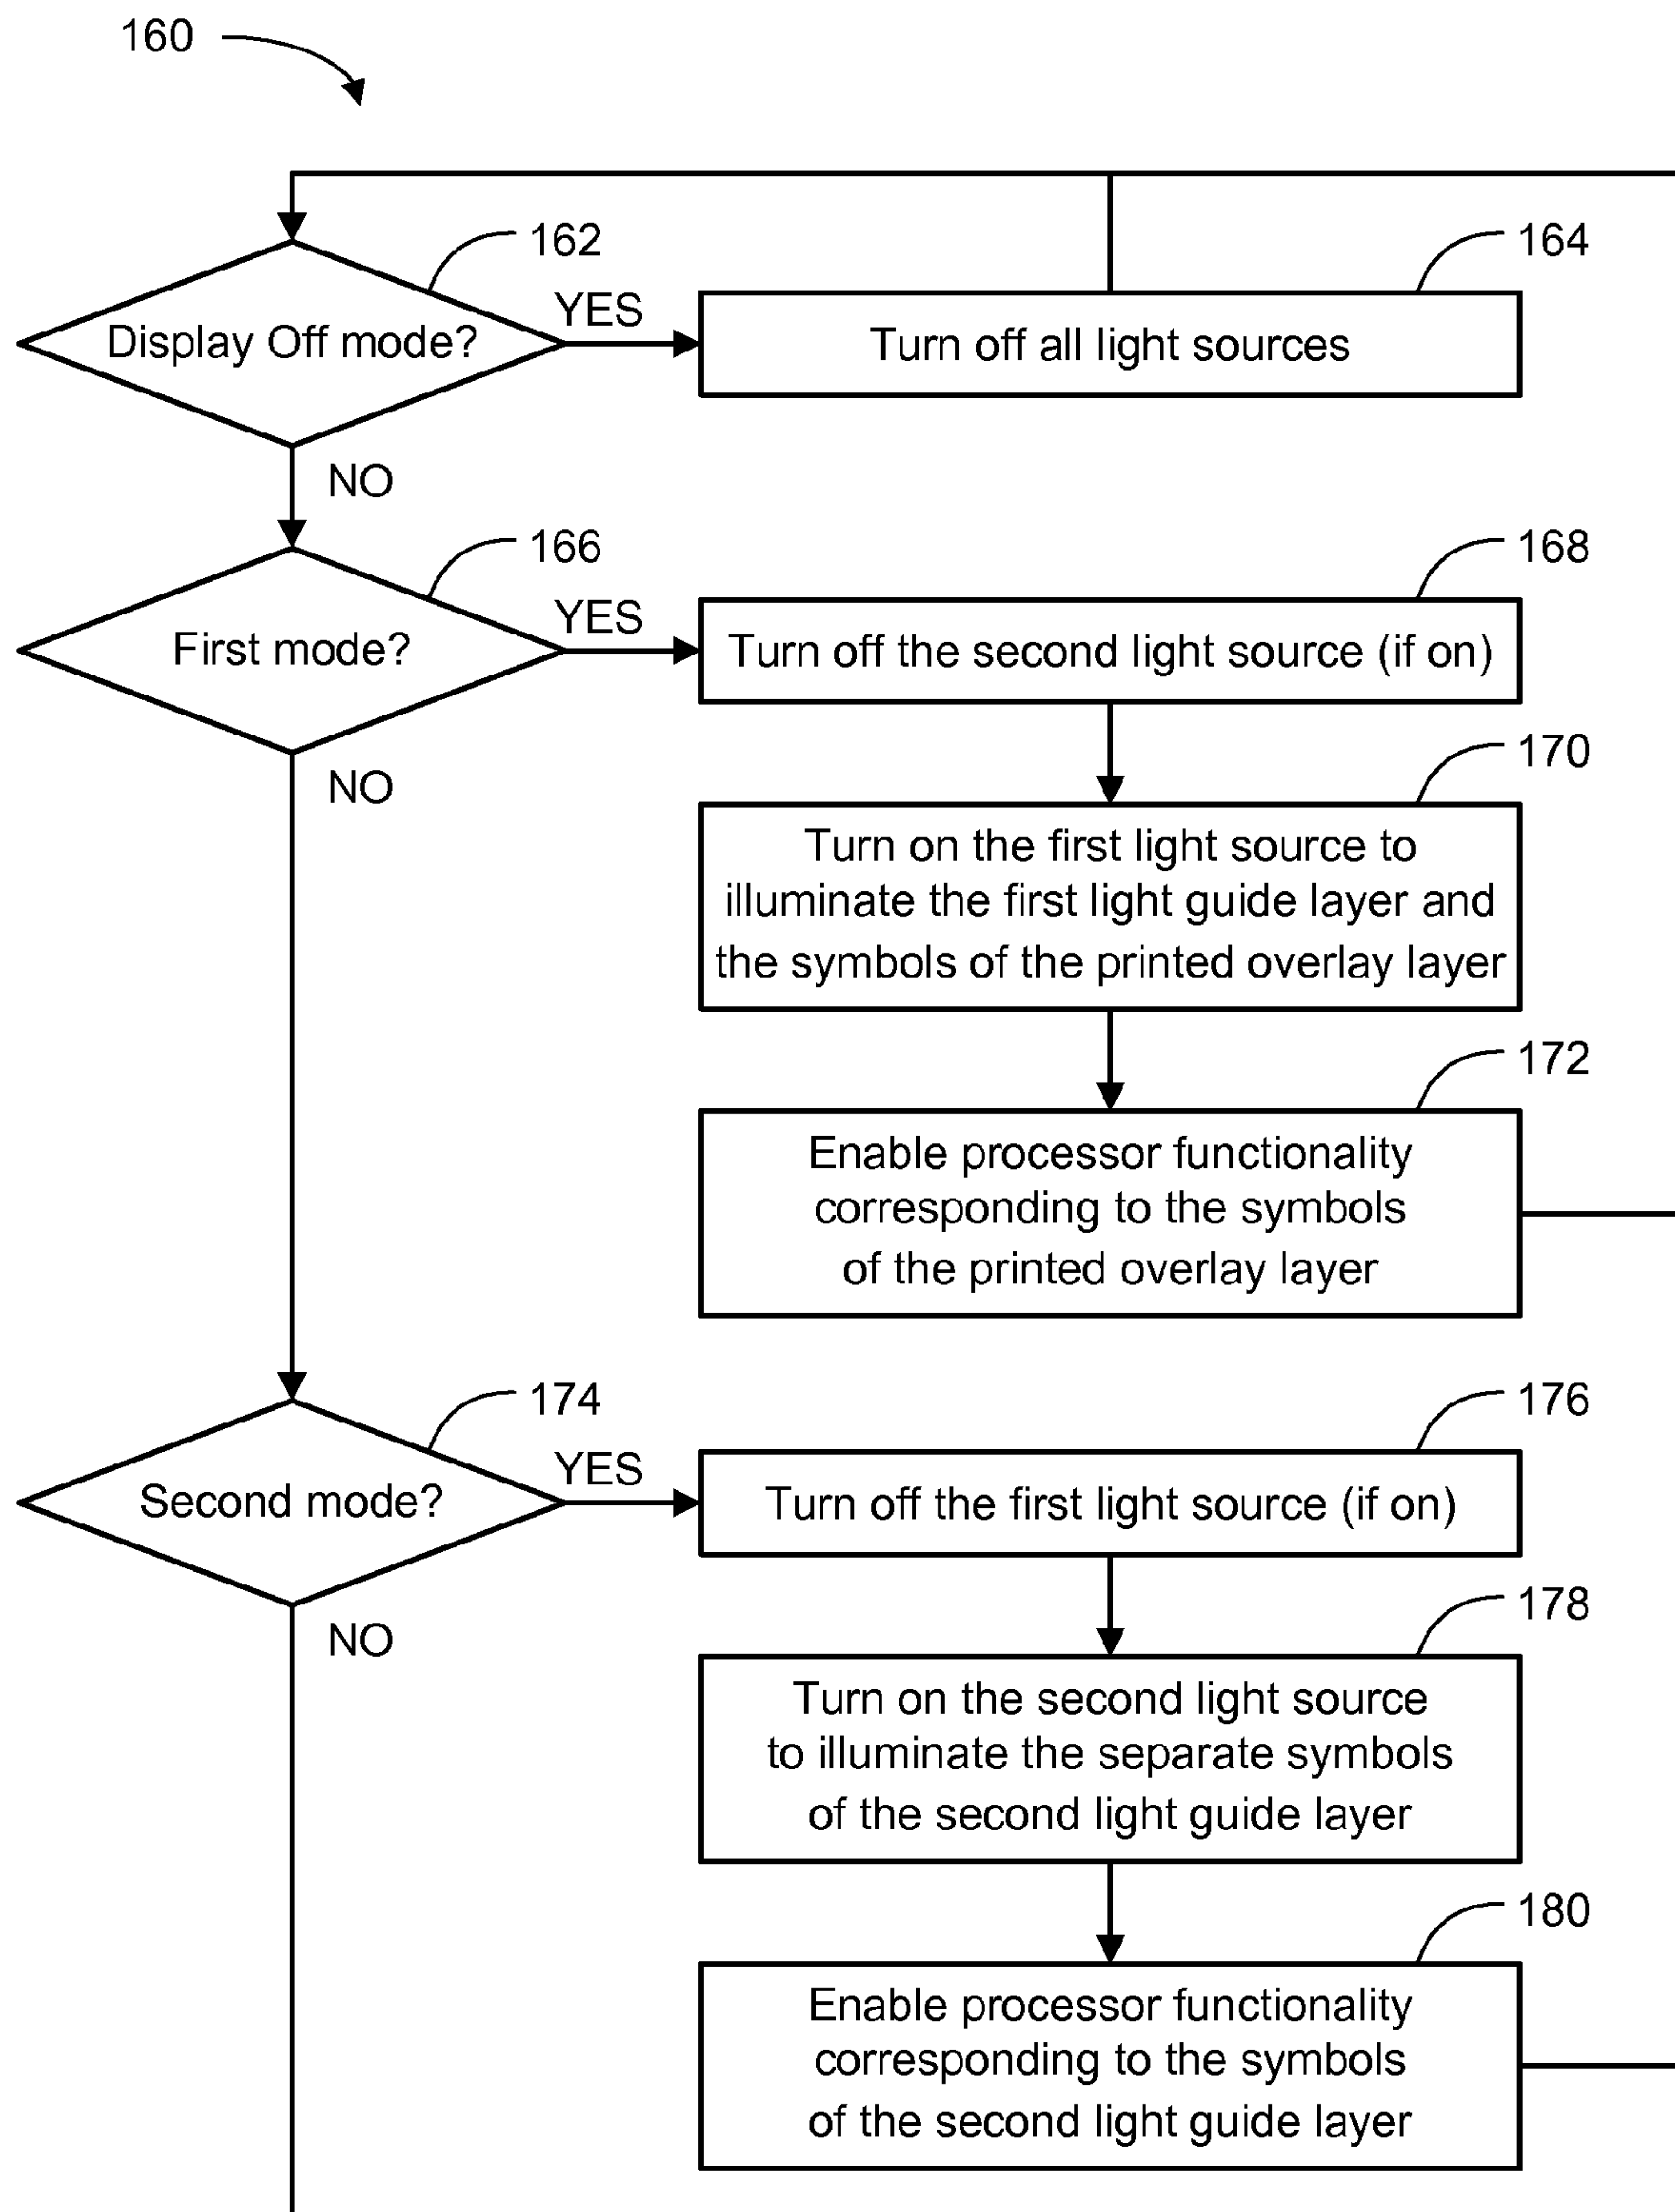 160
162
164
YES
Display Off mode?
Turn off all light sources
NO
166
168
YES
First mode?
Turn off the second light source (if on)
170
NO
Turn on the first light source to
illuminate the first light guide layer and
the symbols of the printed overlay layer
172
Enable processor functionality
corresponding to the symbols
of the printed overlay layer
174
176
YES
Second mode?
Turn off the first light source (if on)
178
NO
Turn on the second light source
to illuminate the separate symbols
of the second light guide layer
180
Enable processor functionality
corresponding to the symbols
of the second light guide layer